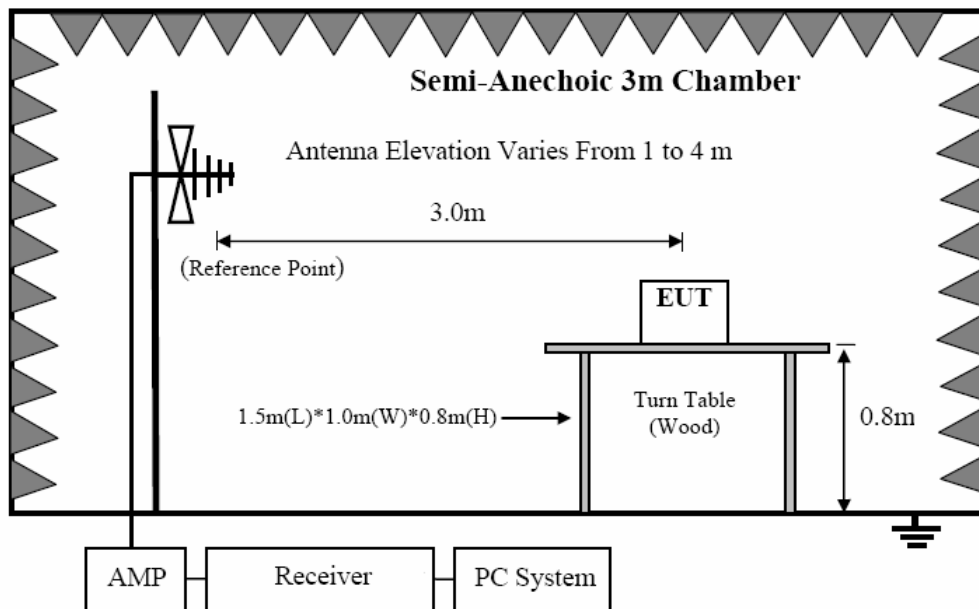 Semi-Anechoic 3m Chamber
Antenna Elevation Varies From 1 to 4 m
3.0m
(Reference Point)
EUT
1.5m(L)*1.0m(W)*0.8m(H)
Turn Table
(Wood)
0.8m
AMP
Receiver
PC System